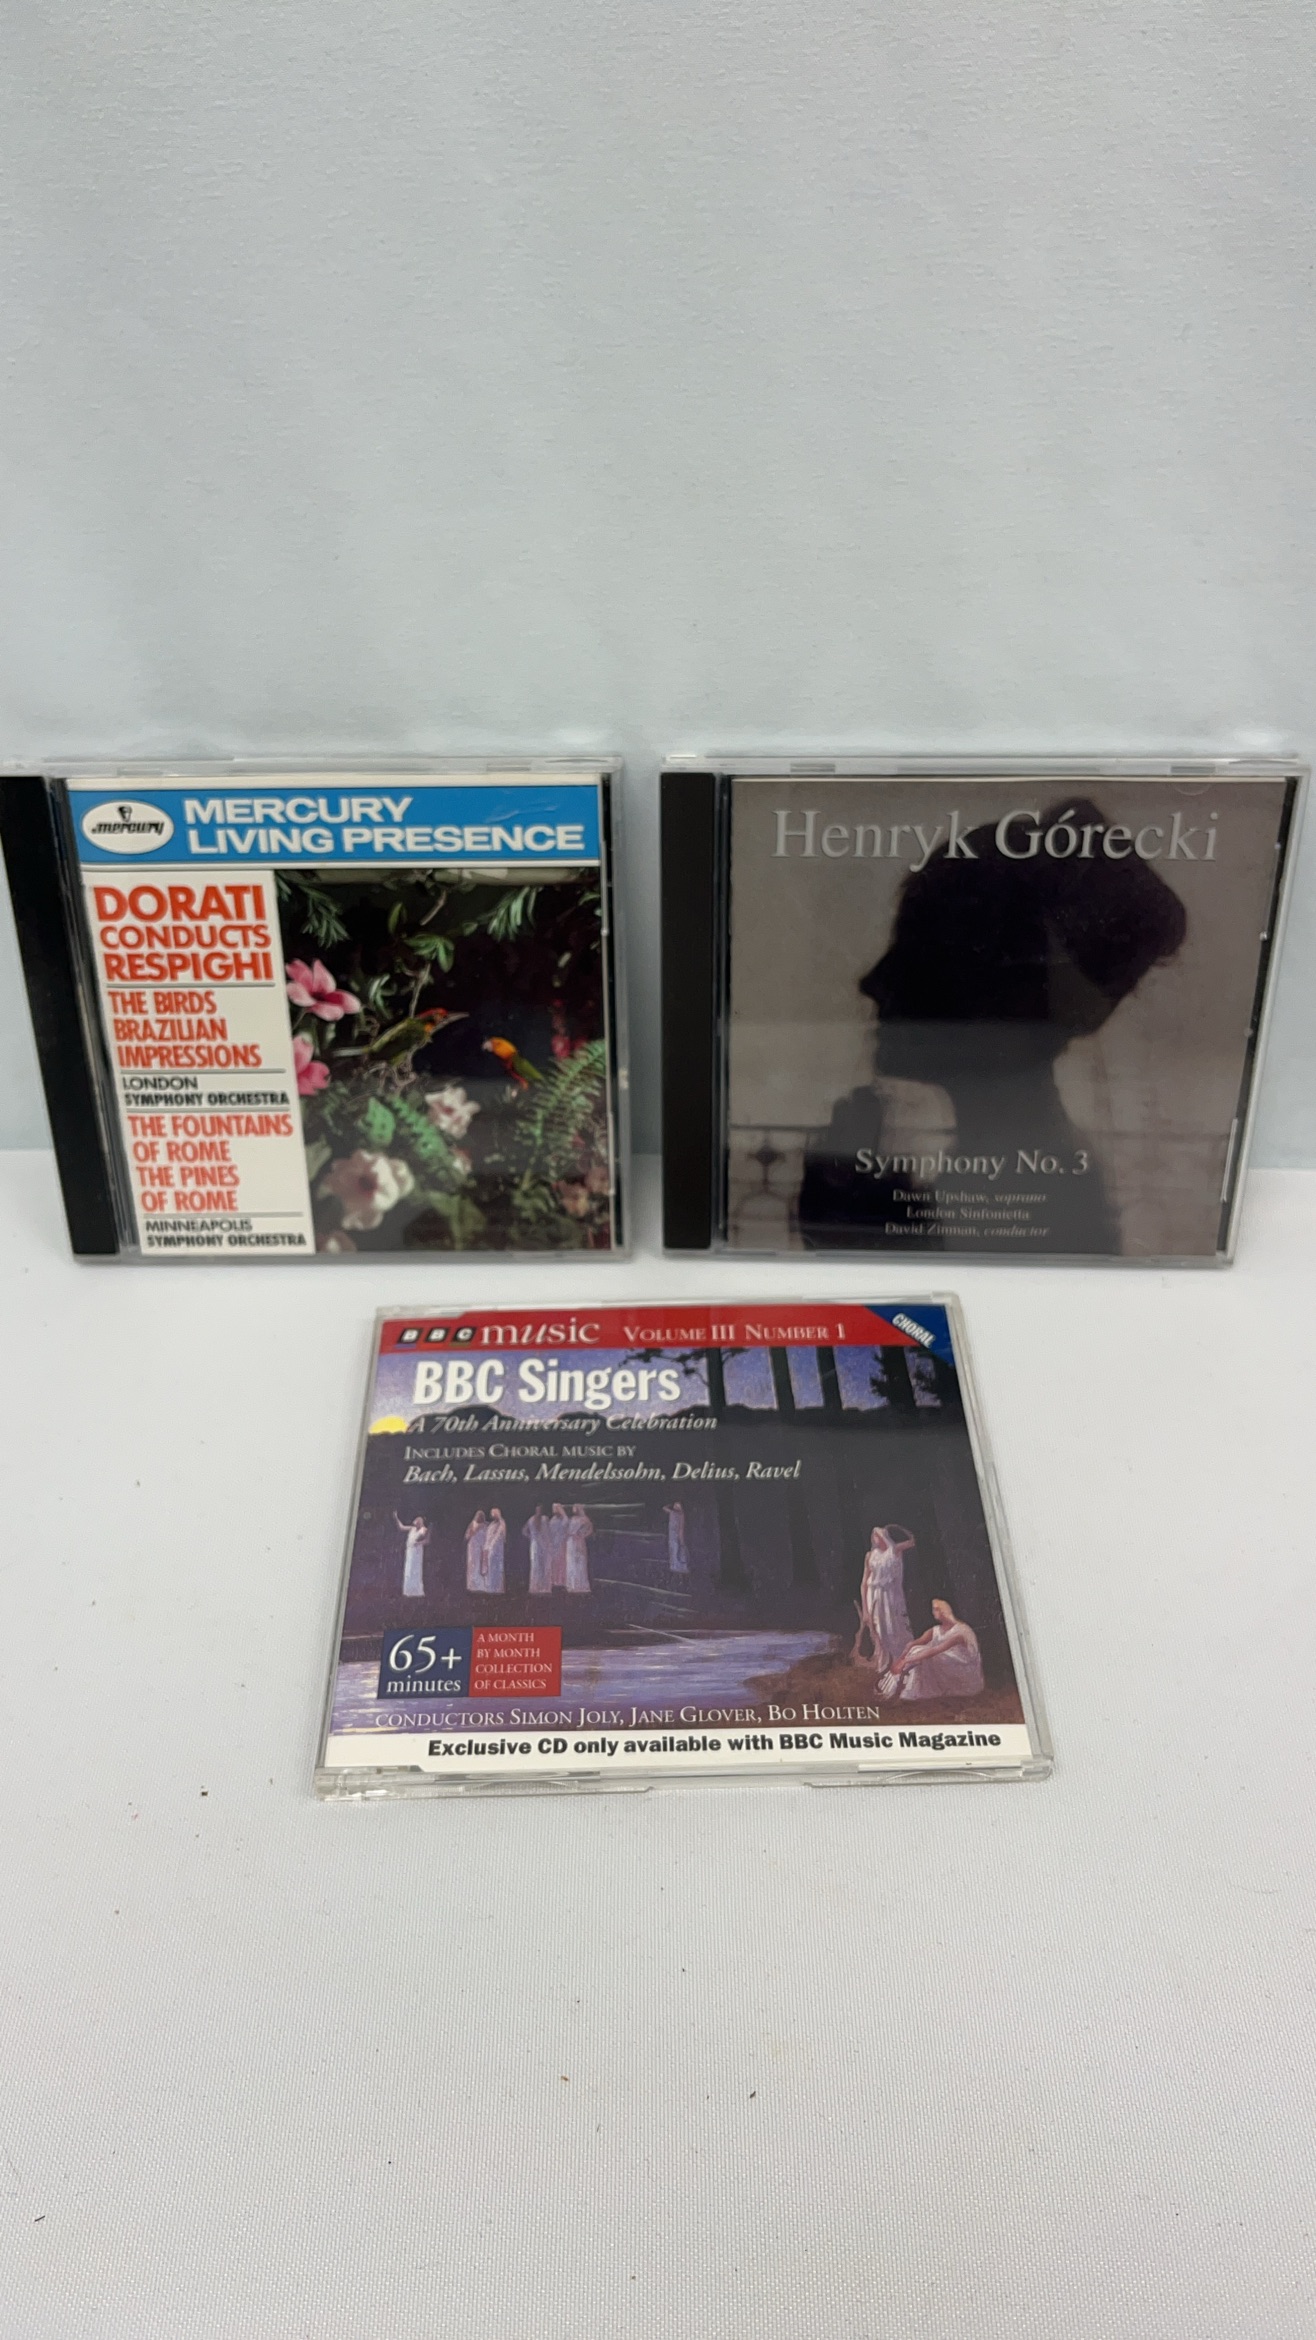 mercury
MERCURY
LIVING PRESENCE
DORATI
CONDUCTS
RESPIGHI
THE BIRDS
BRAZILIAN
IMPRESSIONS
LONDON
SYMPHONY ORCHESTRA
THE FOUNTAINS
OF ROME
THE PINES
OF ROME
MINNEAPOLIS
SYMPHONY ORCHESTRA
Henryk Górecki
Symphony No. 3
Dawn Upshaw, soprano
London Sinfonietta
David Zinman, conductor
BBC music VOLUME III NUMBER 1
CHORAL
BBC Singers
A 70th Anniversary Celebration
INCLUDES CHORAL MUSIC BY
Bach, Lassus, Mendelssohn, Delius, Ravel
65+
minutes
A MONTH
BY MONTH
COLLECTION
OF CLASSICS
CONDUCTORS SIMON JOLY, JANE GLOVER, BO HOLTEN
Exclusive CD only available with BBC Music Magazine